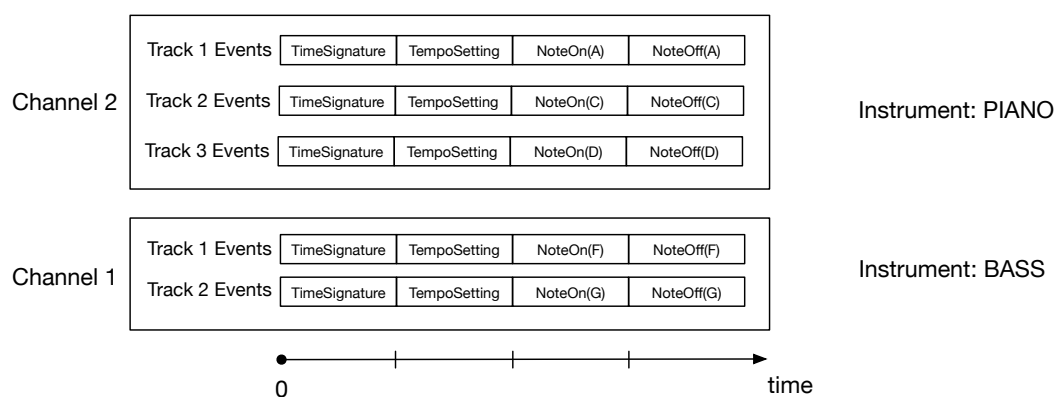 Track 1 Events TimeSignature TempoSetting NoteOn(A) NoteOff(A)
Channel 2 Track 2 Events TimeSignature TempoSetting NoteOn(C) NoteOff(C) Instrument: PIANO
Track 3 Events TimeSignature TempoSetting NoteOn(D) NoteOff(D)
Track 1 Events TimeSignature TempoSetting NoteOn(F) NoteOff(F)
Channel 1 Instrument: BASS
Track 2 Events TimeSignature TempoSetting NoteOn(G) NoteOff(G)
0 time